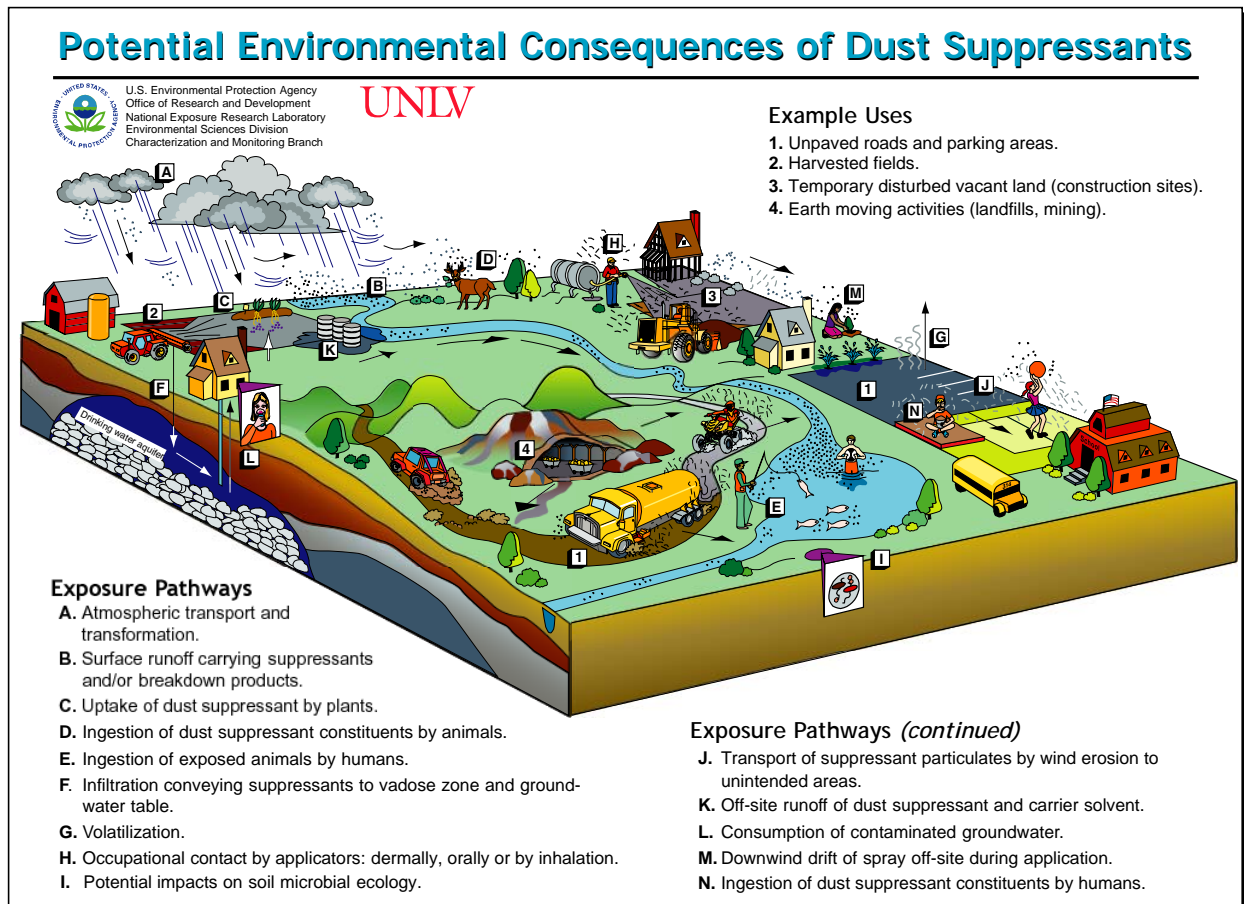 Potential Environmental Consequences of Dust Suppressants
UNITED STATES
ENVIRONMENTAL PROTECTION AGENCY
U.S. Environmental Protection Agency
Office of Research and Development
National Exposure Research Laboratory
Environmental Sciences Division
Characterization and Monitoring Branch
UNLV
Example Uses
1. Unpaved roads and parking areas.
2. Harvested fields.
3. Temporary disturbed vacant land (construction sites).
4. Earth moving activities (landfills, mining).
A
H
D
B
M
C
3
2
G
K
F
1
J
N
Drinking water aquifer
4
L
School
E
1
I
Exposure Pathways
A. Atmospheric transport and
transformation.
B. Surface runoff carrying suppressants
and/or breakdown products.
C. Uptake of dust suppressant by plants.
D. Ingestion of dust suppressant constituents by animals.
E. Ingestion of exposed animals by humans.
F. Infiltration conveying suppressants to vadose zone and ground-
water table.
G. Volatilization.
H. Occupational contact by applicators: dermally, orally or by inhalation.
I. Potential impacts on soil microbial ecology.
Exposure Pathways (continued)
J. Transport of suppressant particulates by wind erosion to
unintended areas.
K. Off-site runoff of dust suppressant and carrier solvent.
L. Consumption of contaminated groundwater.
M. Downwind drift of spray off-site during application.
N. Ingestion of dust suppressant constituents by humans.